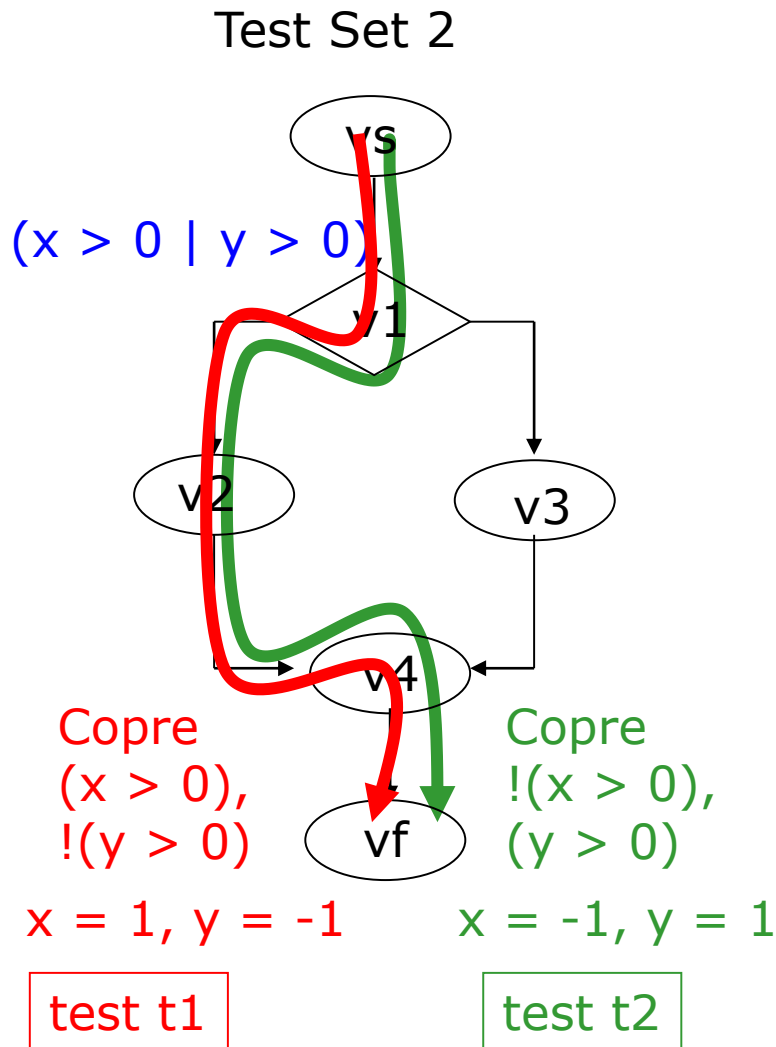 Test Set 2
vs
(x > 0 | y > 0)
v1
v2
v3
v4
Copre
(x > 0),
!(y > 0)
Copre
!(x > 0),
(y > 0)
vf
x = 1, y = -1
x = -1, y = 1
test t1
test t2